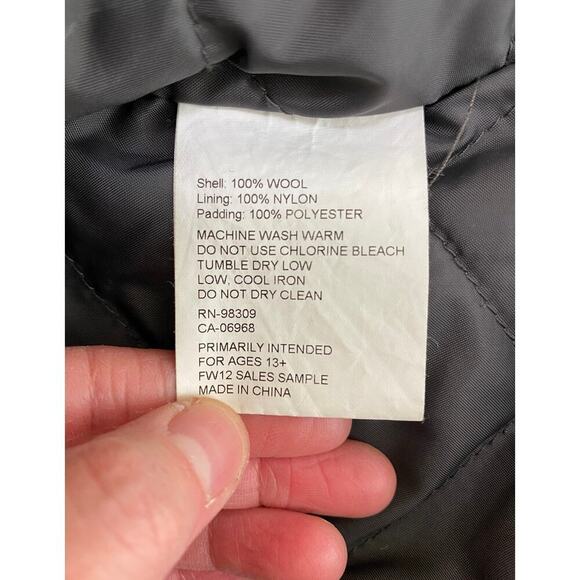 Shell: 100% WOOL
Lining: 100% NYLON
Padding: 100% POLYESTER
MACHINE WASH WARM
DO NOT USE CHLORINE BLEACH
TUMBLE DRY LOW
LOW, COOL IRON
DO NOT DRY CLEAN
RN-98309
CA-06968
PRIMARILY INTENDED
FOR AGES 13+
FW12 SALES SAMPLE
MADE IN CHINA